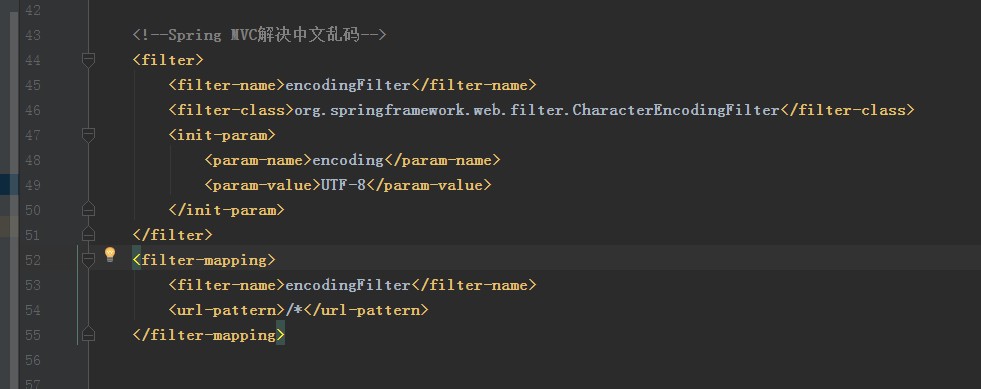 42
43 <!--Spring MVC解决中文乱码-->
44 <filter>
45 <filter-name>encodingFilter</filter-name>
46 <filter-class>org.springframework.web.filter.CharacterEncodingFilter</filter-class>
47 <init-param>
48 <param-name>encoding</param-name>
49 <param-value>UTF-8</param-value>
50 </init-param>
51 </filter>
52 <filter-mapping>
53 <filter-name>encodingFilter</filter-name>
54 <url-pattern>/*</url-pattern>
55 </filter-mapping>
56
57